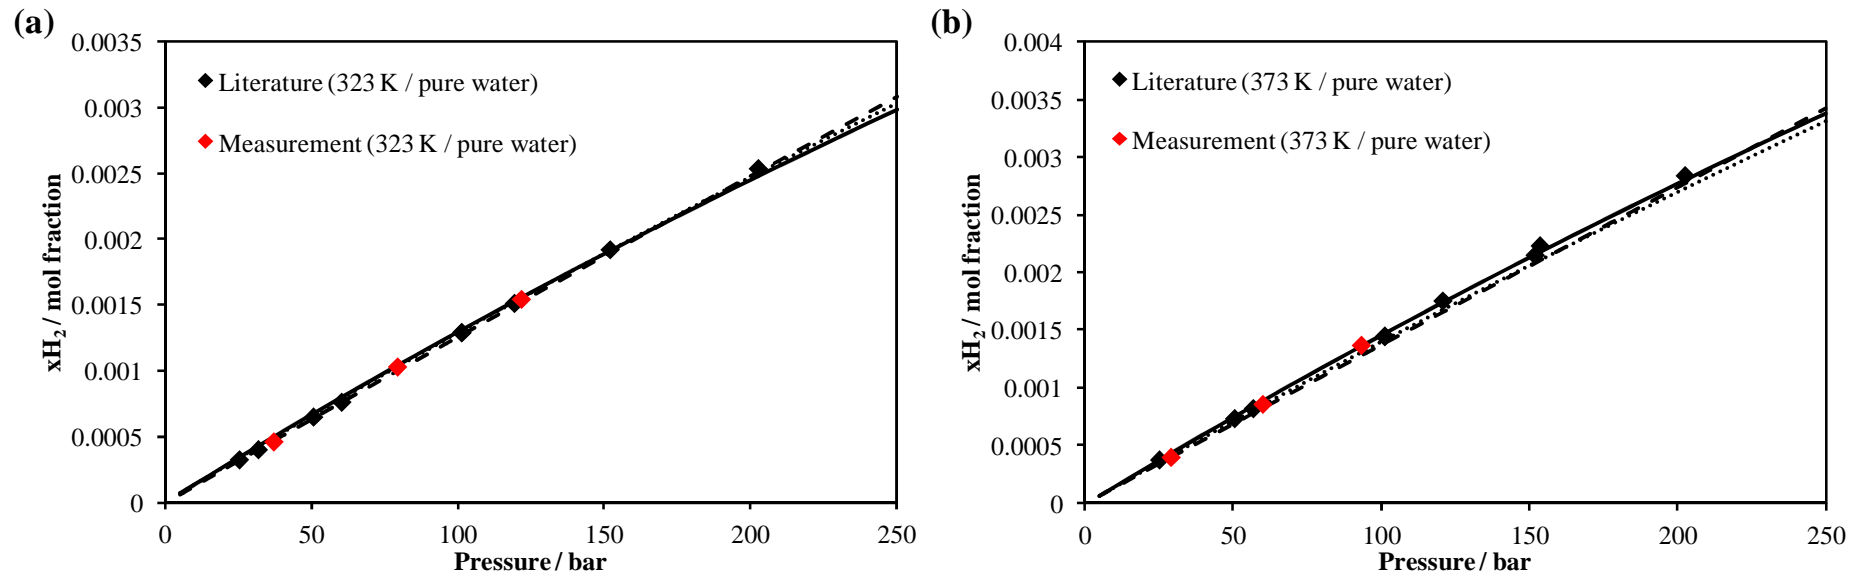 (a)
0.0035
0.003
0.0025
0.002
0.0015
0.001
0.0005
0
xH2 / mol fraction
Literature (323 K / pure water)
Measurement (323 K / pure water)
0 50 100 150 200 250
Pressure / bar
(b)
0.004
0.0035
0.003
0.0025
0.002
0.0015
0.001
0.0005
0
xH2 / mol fraction
Literature (373 K / pure water)
Measurement (373 K / pure water)
0 50 100 150 200 250
Pressure / bar